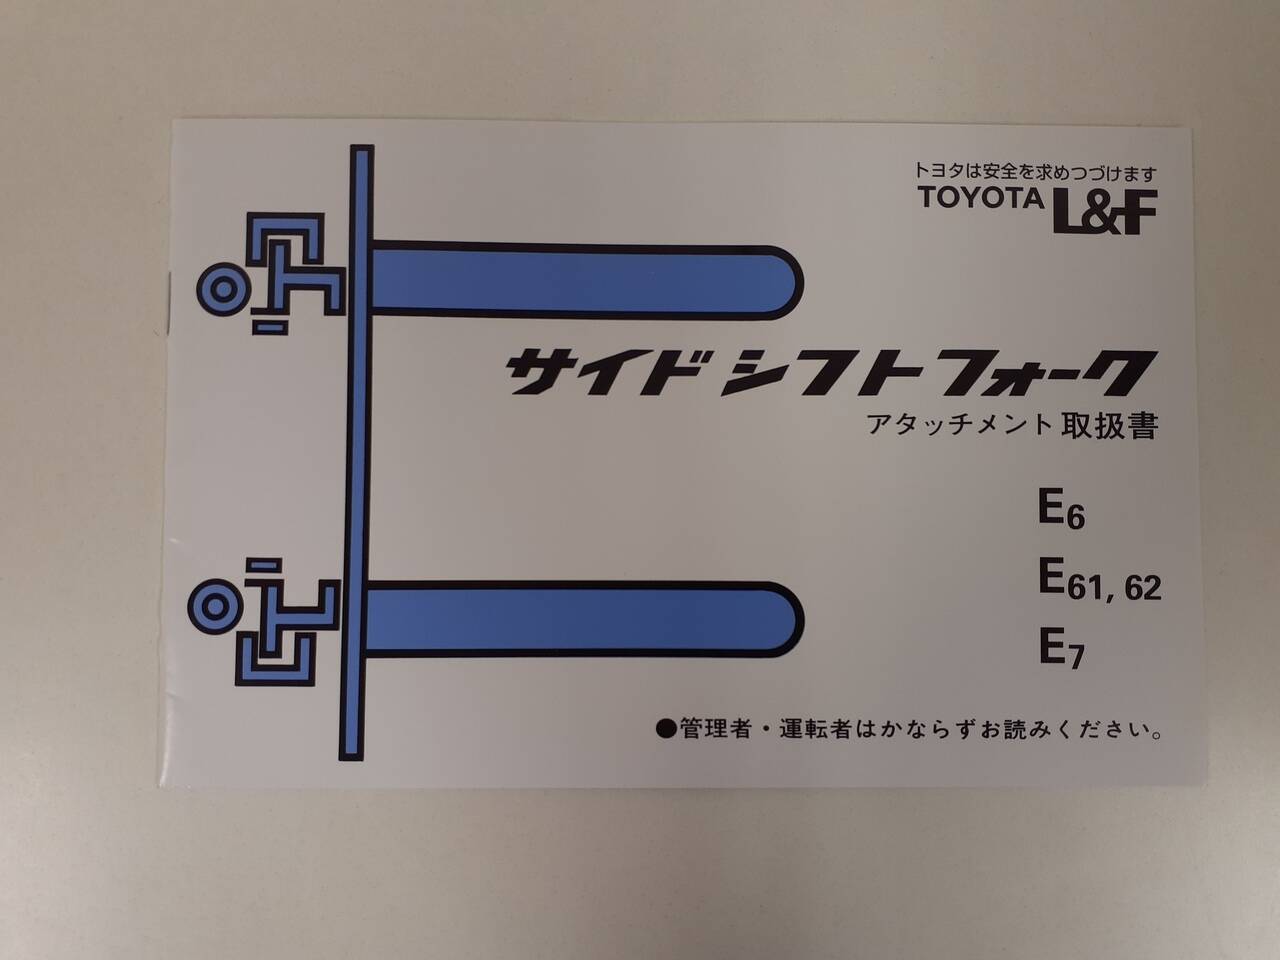 トヨタは安全を求めつづけます
TOYOTA L&F
サイドシフトフォーク
アタッチメント 取扱書
E6
E61, 62
E7
●管理者・運転者はかならずお読みください。